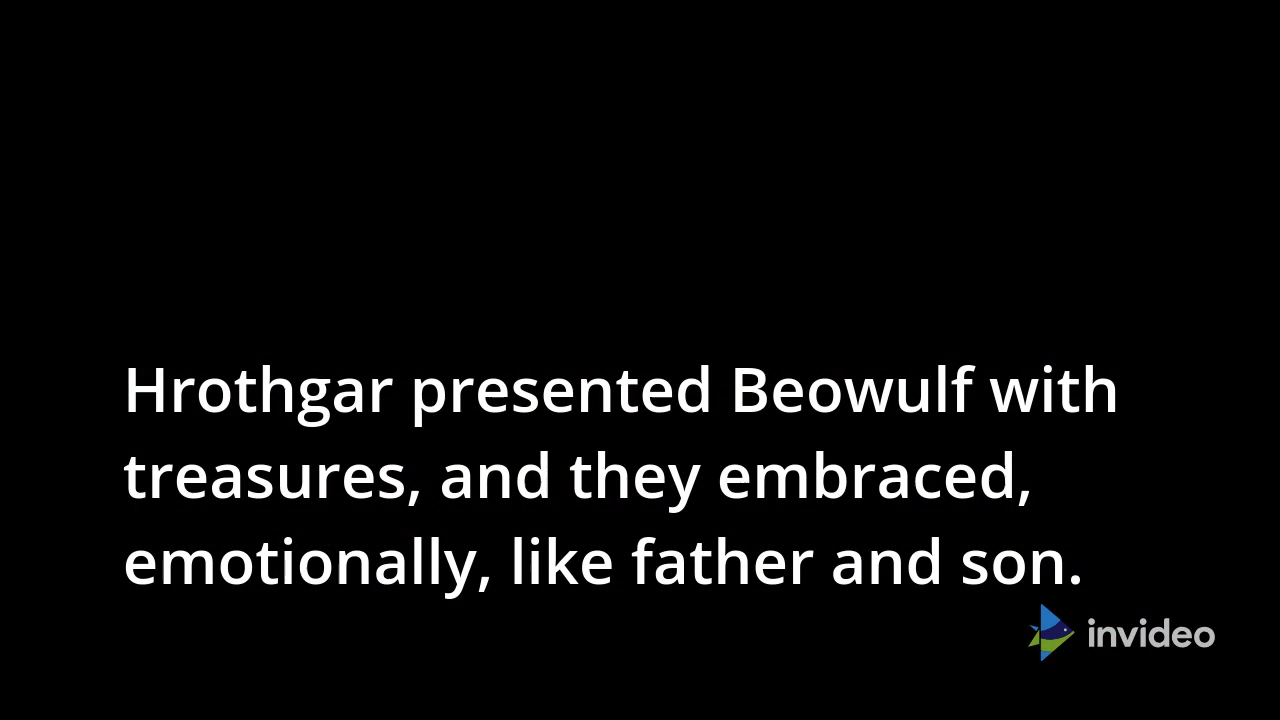 Hrothgar presented Beowulf with
treasures, and they embraced,
emotionally, like father and son.
invideo